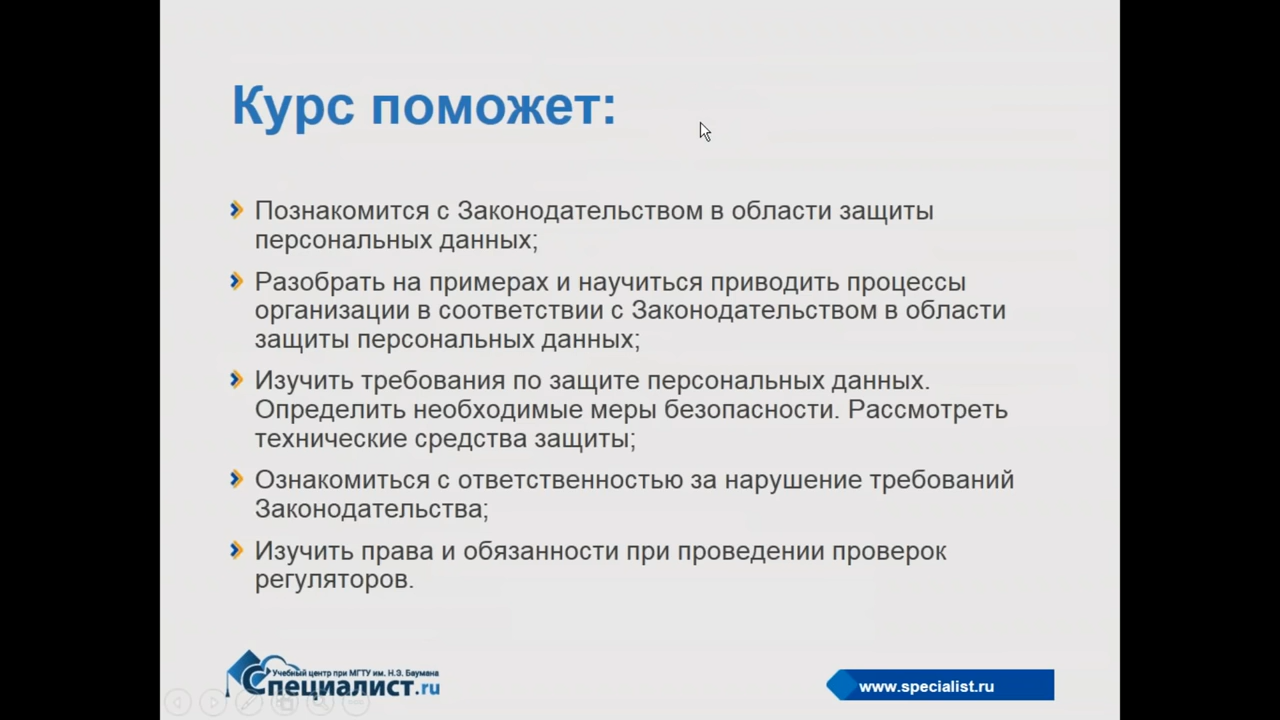 Курс поможет:
Познакомится с Законодательством в области защиты
персональных данных;
Разобрать на примерах и научиться приводить процессы
организации в соответствии с Законодательством в области
защиты персональных данных;
Изучить требования по защите персональных данных.
Определить необходимые меры безопасности. Рассмотреть
технические средства защиты;
Ознакомиться с ответственностью за нарушение требований
Законодательства;
Изучить права и обязанности при проведении проверок
регуляторов.
Учебный центр при МГТУ им. Н.Э. Баумана
Специалист.ru
www.specialist.ru